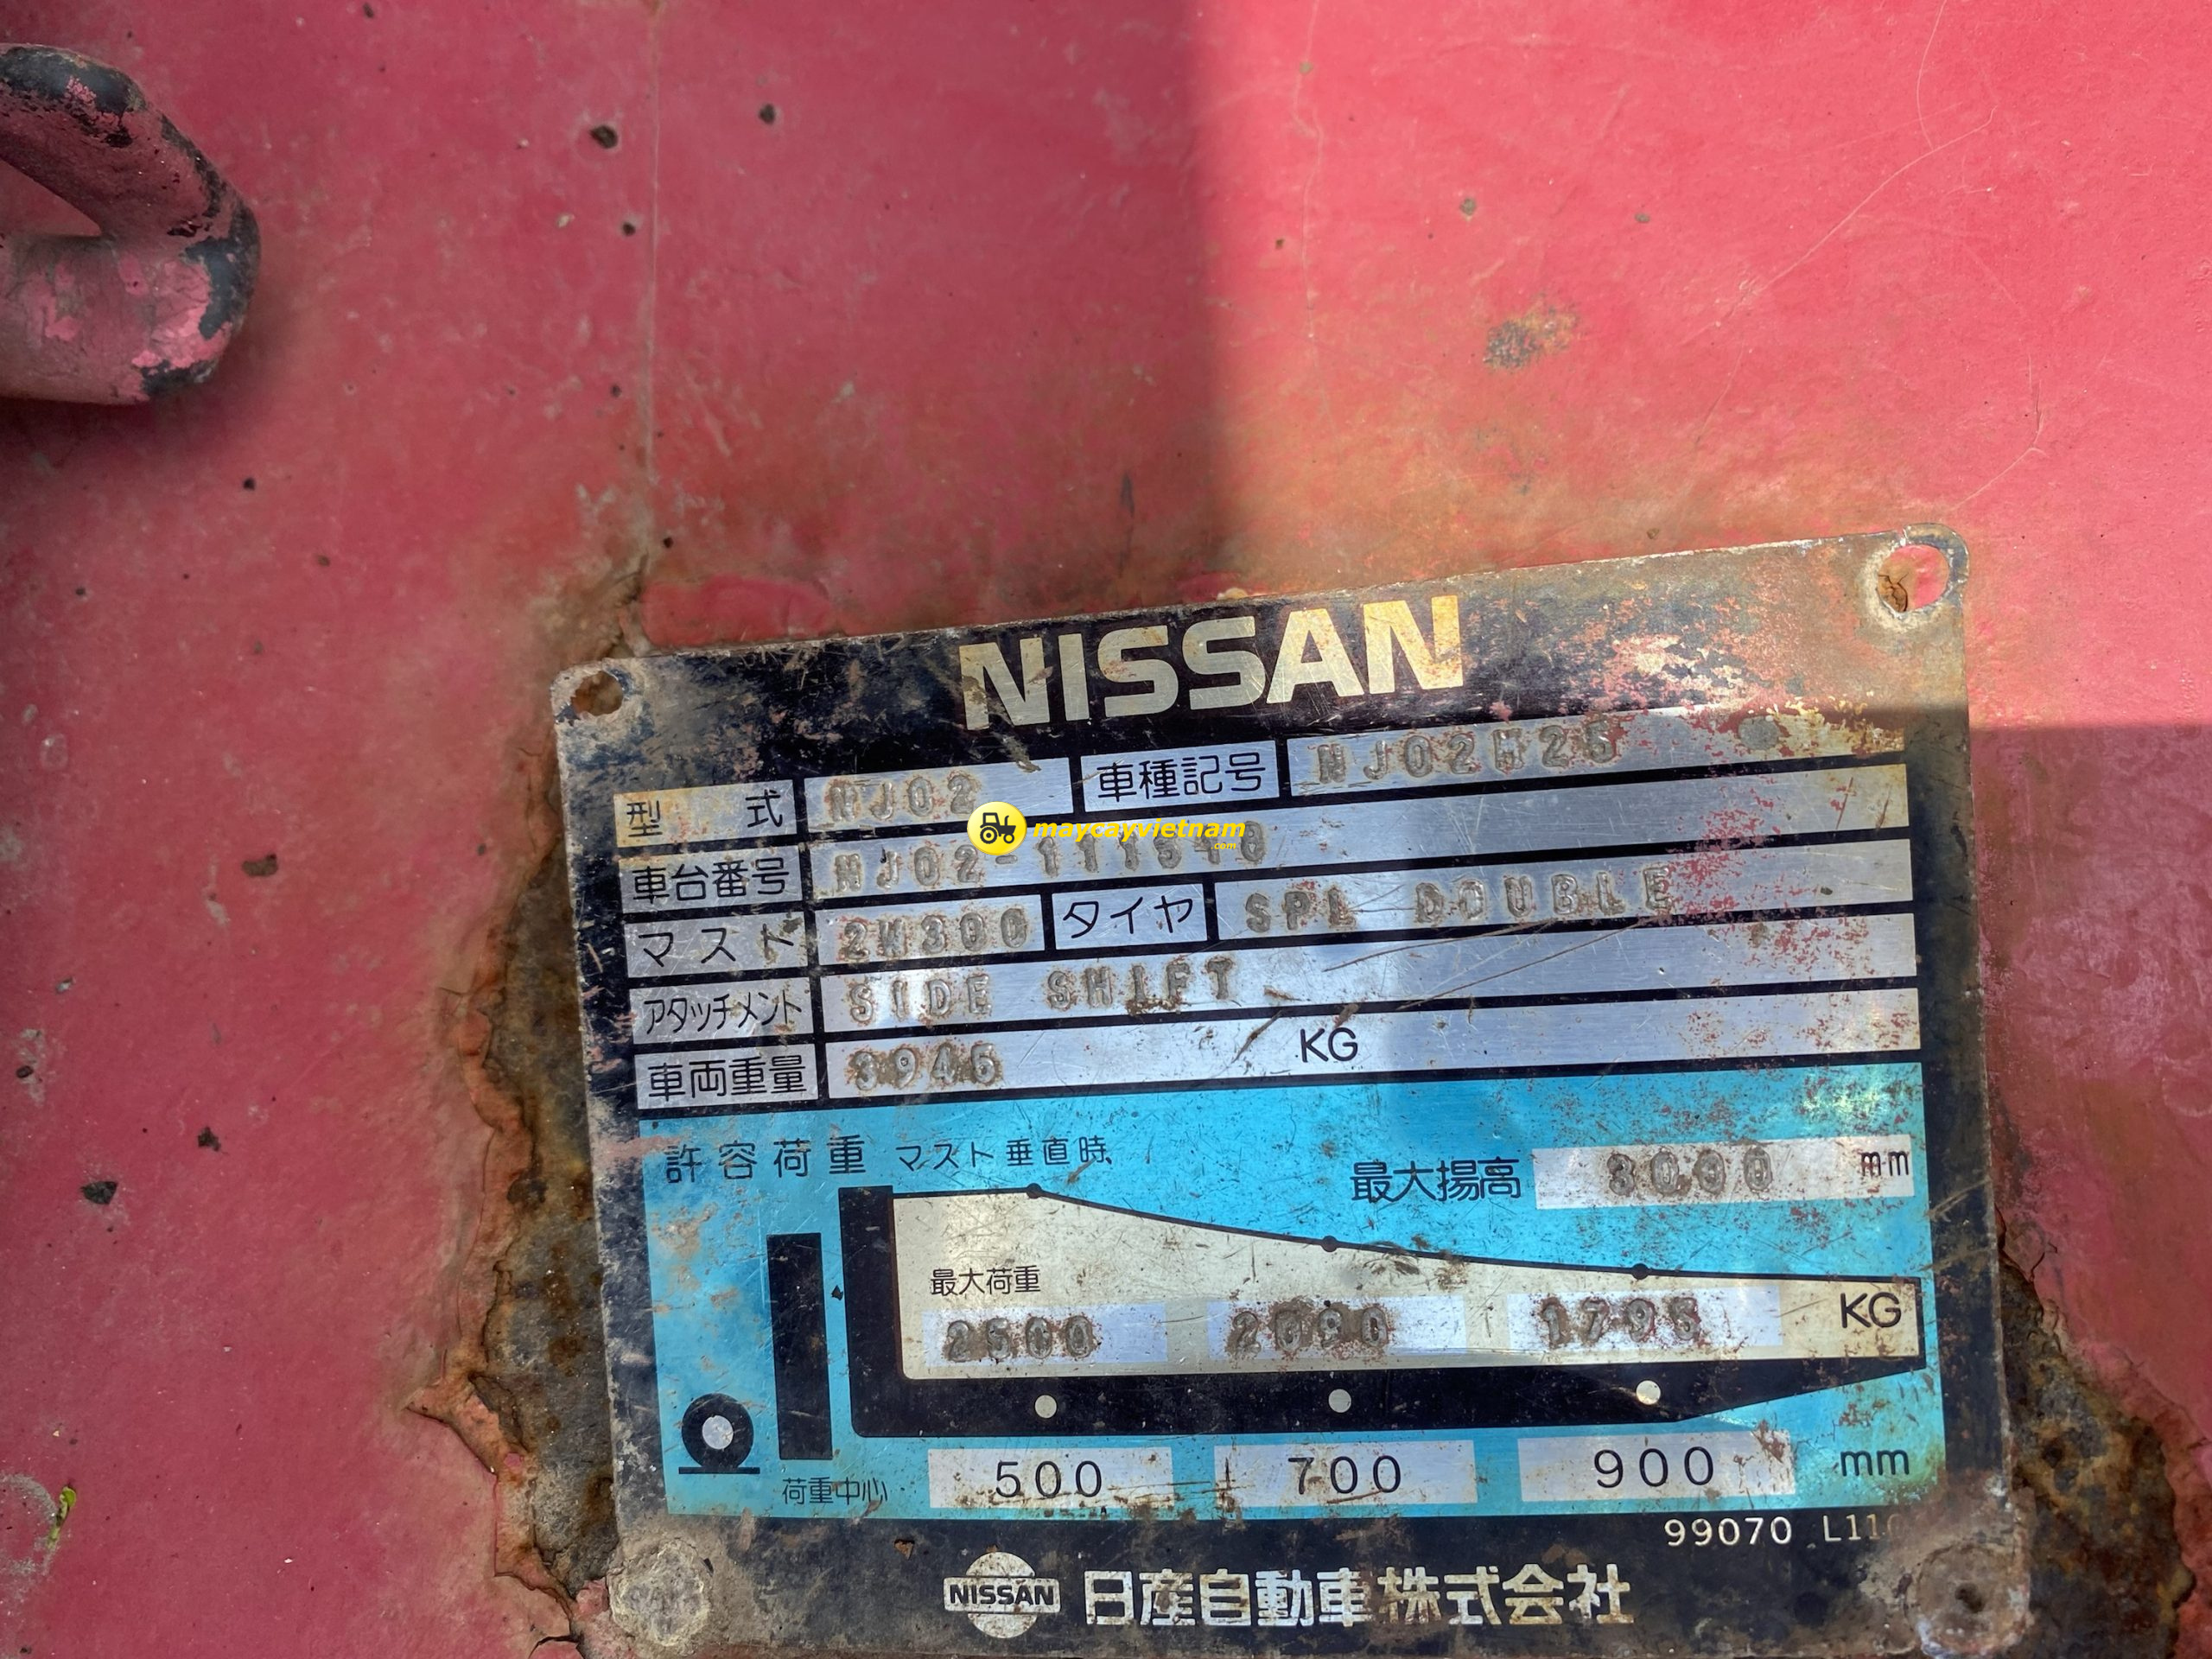 NISSAN
型 式 NJ02 車種記号 NJ02M25
maycayvietnam
.com
車台番号
マスト 2W300 タイヤ SPL DOUBLE
アタッチメント SIDE SHIFT
車両重量 3945 KG
許容荷重 マスト垂直時
最大揚高 3000 mm
最大荷重
2500 1795 KG
荷重中心 500 700 900 mm
99070
NISSAN 日産自動車株式会社